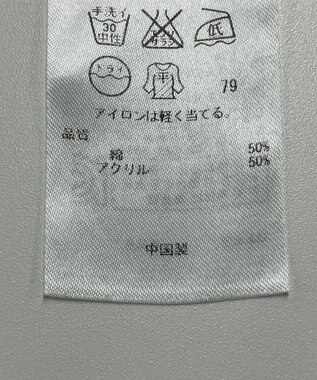 手洗イ
30
中性
エンソ
サラシ
低
ドライ
平
79
アイロンは軽く当てる。
品質
綿 50%
アクリル 50%
中国製